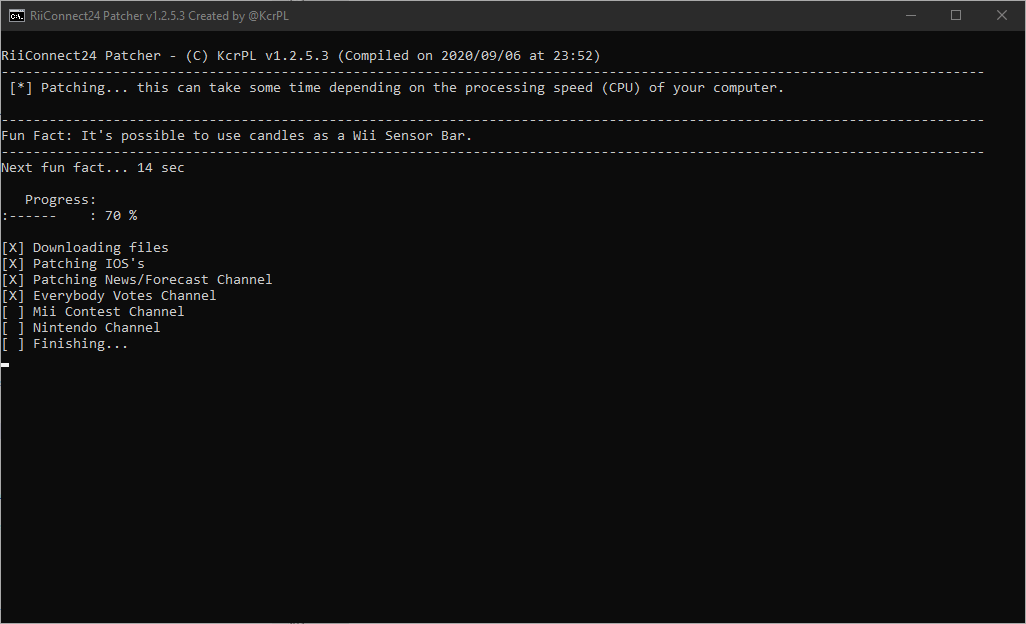 RiiConnect24 Patcher v1.2.5.3 Created by @KcrPL
RiiConnect24 Patcher - (C) KcrPL v1.2.5.3 (Compiled on 2020/09/06 at 23:52)
---------------------------------------------------------------------------------------------------------------------------
[*] Patching... this can take some time depending on the processing speed (CPU) of your computer.
---------------------------------------------------------------------------------------------------------------------------
Fun Fact: It's possible to use candles as a Wii Sensor Bar.
---------------------------------------------------------------------------------------------------------------------------
Next fun fact... 14 sec
Progress:
:------    : 70 %
[X] Downloading files
[X] Patching IOS's
[X] Patching News/Forecast Channel
[X] Everybody Votes Channel
[ ] Mii Contest Channel
[ ] Nintendo Channel
[ ] Finishing...